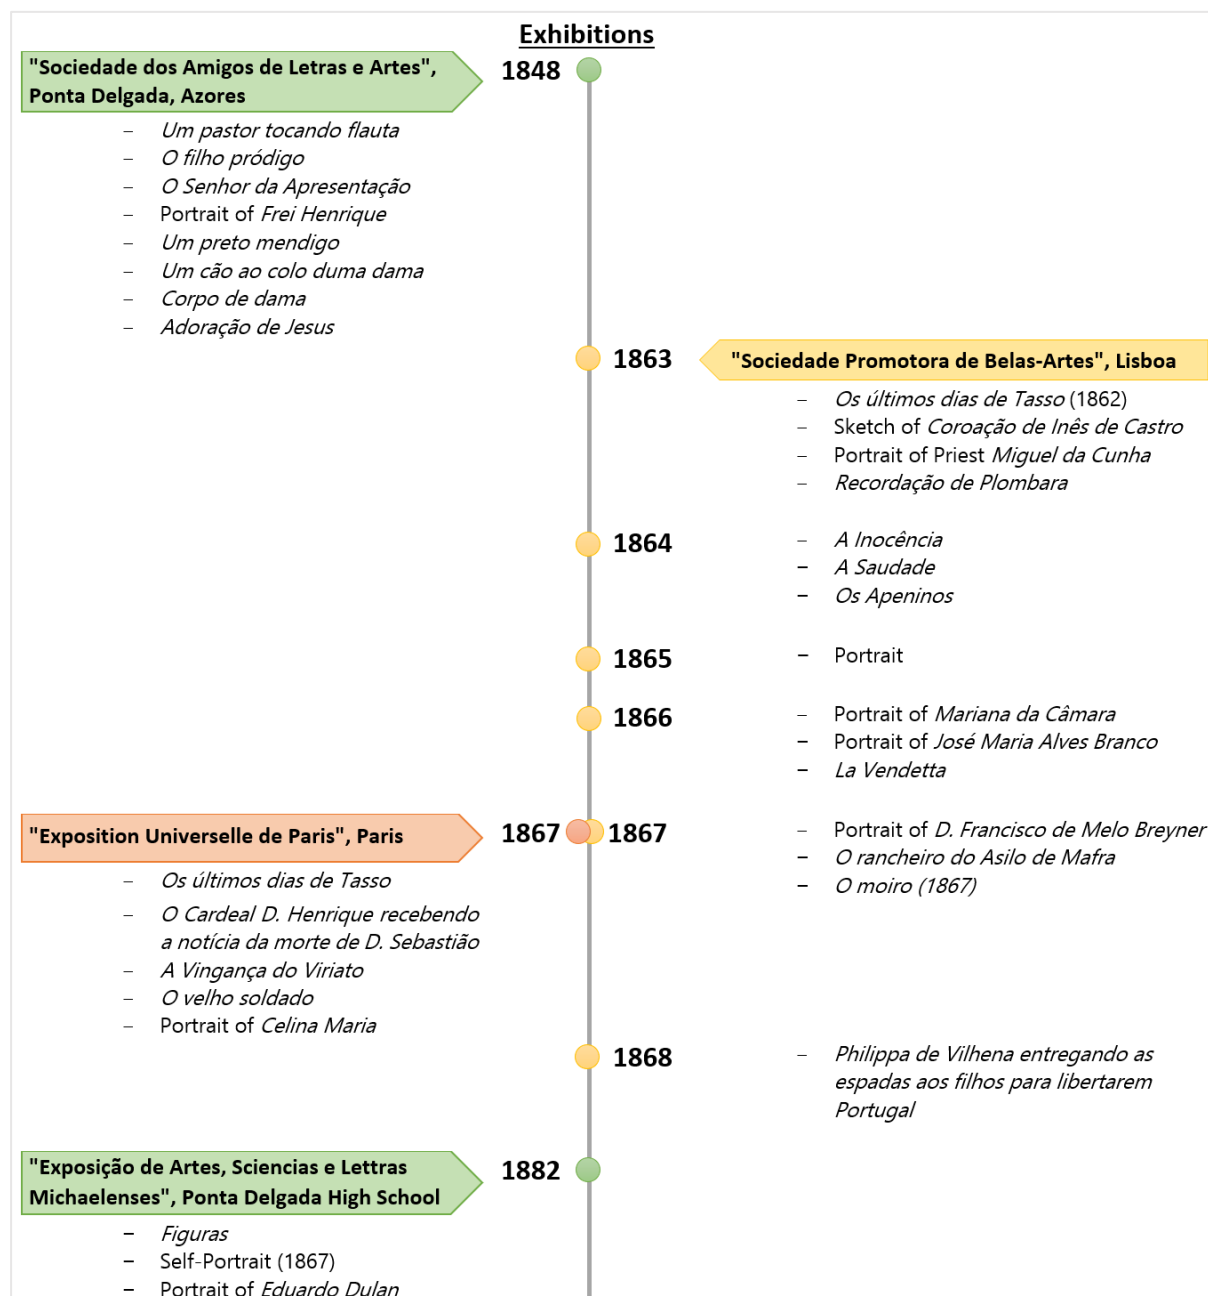 Exhibitions
"Sociedade dos Amigos de Letras e Artes",
Ponta Delgada, Azores
1848
– Um pastor tocando flauta
– O filho pródigo
– O Senhor da Apresentação
– Portrait of Frei Henrique
– Um preto mendigo
– Um cão ao colo duma dama
– Corpo de dama
– Adoração de Jesus
1863
"Sociedade Promotora de Belas-Artes", Lisboa
– Os últimos dias de Tasso (1862)
– Sketch of Coroação de Inês de Castro
– Portrait of Priest Miguel da Cunha
– Recordação de Plombara
1864
– A Inocência
– A Saudade
– Os Apeninos
1865
– Portrait
1866
– Portrait of Mariana da Câmara
– Portrait of José Maria Alves Branco
– La Vendetta
"Exposition Universelle de Paris", Paris
1867
– Os últimos dias de Tasso
– O Cardeal D. Henrique recebendo
a notícia da morte de D. Sebastião
– A Vingança do Viriato
– O velho soldado
– Portrait of Celina Maria
1867
– Portrait of D. Francisco de Melo Breyner
– O rancheiro do Asilo de Mafra
– O moiro (1867)
1868
– Philippa de Vilhena entregando as
espadas aos filhos para libertarem
Portugal
"Exposição de Artes, Sciencias e Lettras
Michaelenses", Ponta Delgada High School
1882
– Figuras
– Self-Portrait (1867)
– Portrait of Eduardo Dulan